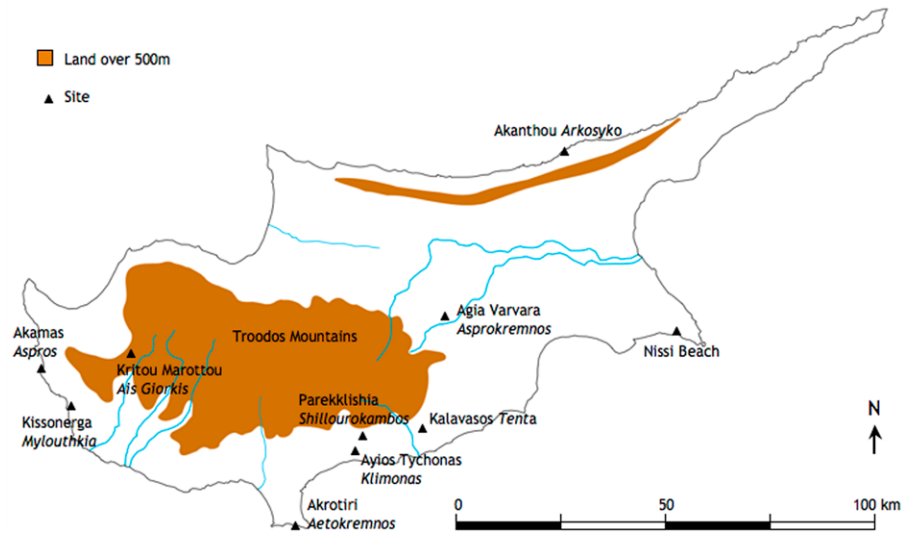 Land over 500m
Site
Akanthou Arkosyko
Agia Varvara
Asprokremnos
Akamas
Aspros
Troodos Mountains
Nissi Beach
Kritou Marottou
Ais Giorkis
Parekklishia
Shillourokambos
Kalavasos Tenta
Kissonerga
Mylouthkia
Ayios Tychonas
Klimonas
N
Akrotiri
Aetokremnos
0
50
100 km